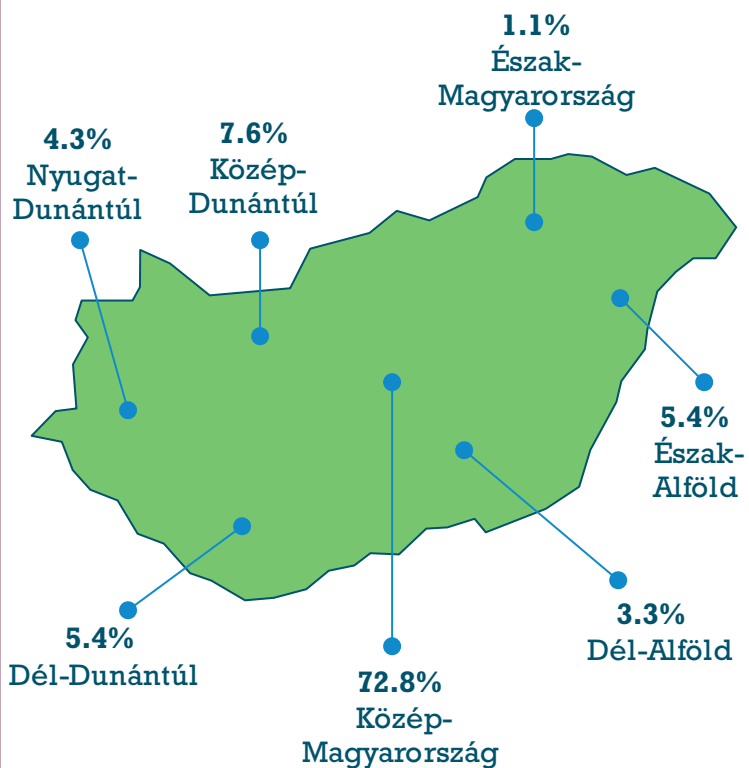 1.1%
Észak-
Magyarország
4.3%
Nyugat-
Dunántúl
7.6%
Közép-
Dunántúl
5.4%
Észak-
Alföld
3.3%
Dél-Alföld
5.4%
Dél-Dunántúl
72.8%
Közép-
Magyarország